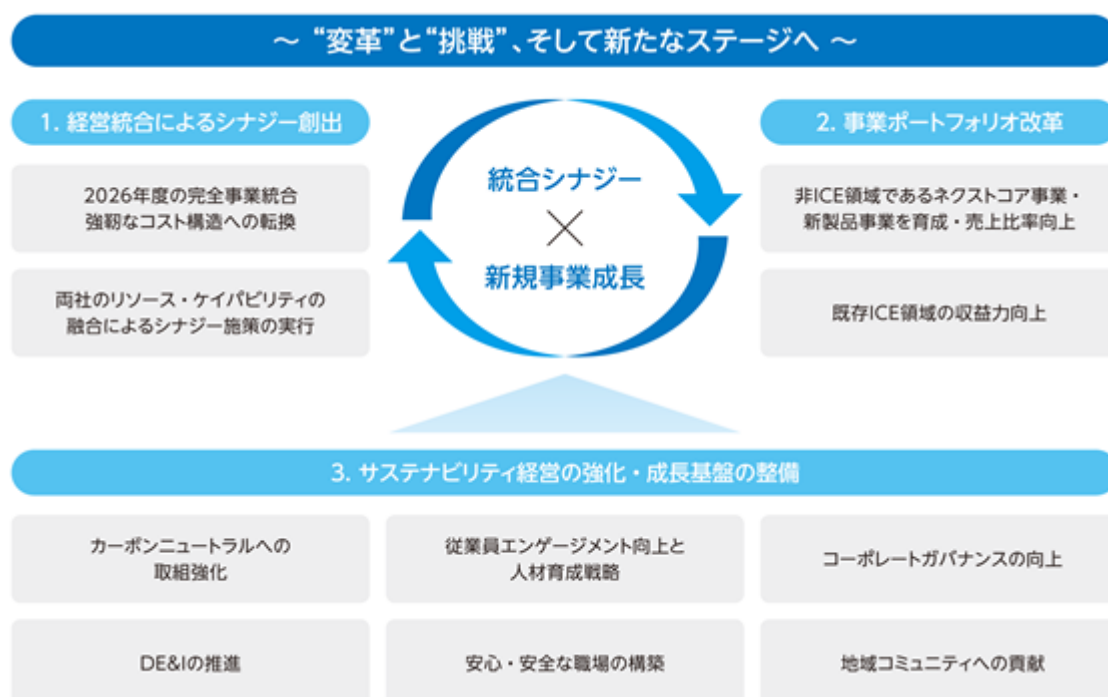 ～ “変革”と“挑戦”、そして新たなステージへ ～
1. 経営統合によるシナジー創出
2026年度の完全事業統合
強靭なコスト構造への転換
両社のリソース・ケイパビリティの
融合によるシナジー施策の実行
統合シナジー
×
新規事業成長
2. 事業ポートフォリオ改革
非ICE領域であるネクストコア事業・
新製品事業を育成・売上比率向上
既存ICE領域の収益力向上
3. サステナビリティ経営の強化・成長基盤の整備
カーボンニュートラルへの
取組強化
従業員エンゲージメント向上と
人材育成戦略
コーポレートガバナンスの向上
DE&Iの推進
安心・安全な職場の構築
地域コミュニティへの貢献